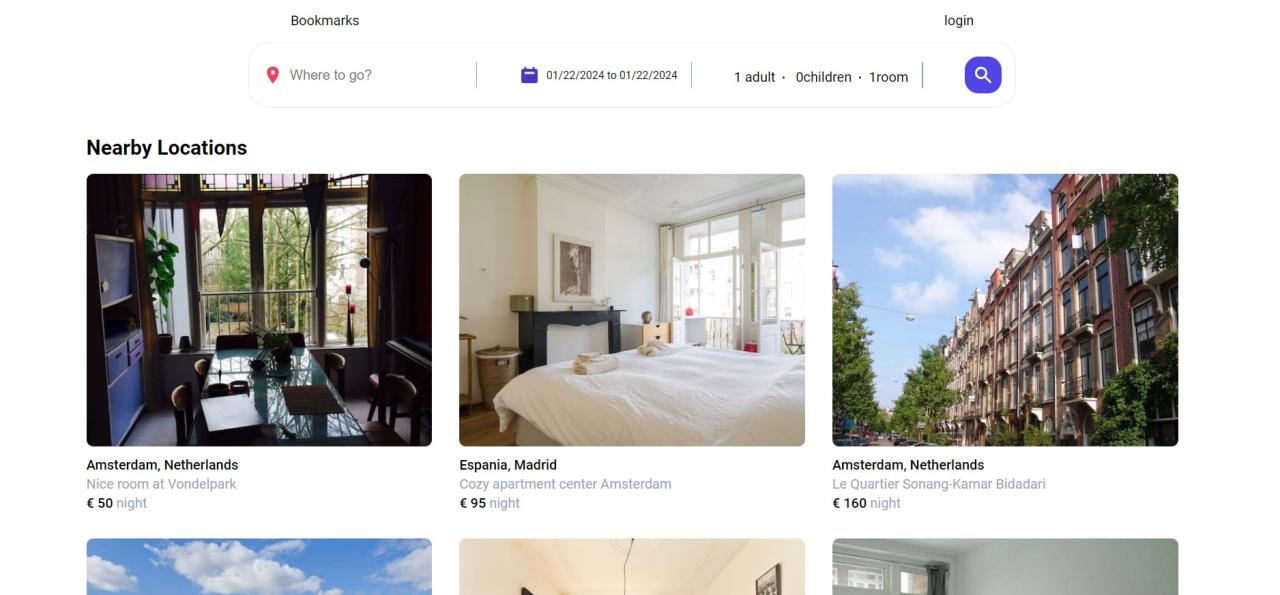 Bookmarks login
Where to go? 01/22/2024 to 01/22/2024 1 adult · 0children · 1room
Nearby Locations
Amsterdam, Netherlands
Nice room at Vondelpark
€ 50 night
Espania, Madrid
Cozy apartment center Amsterdam
€ 95 night
Amsterdam, Netherlands
Le Quartier Sonang-Kamar Bidadari
€ 160 night